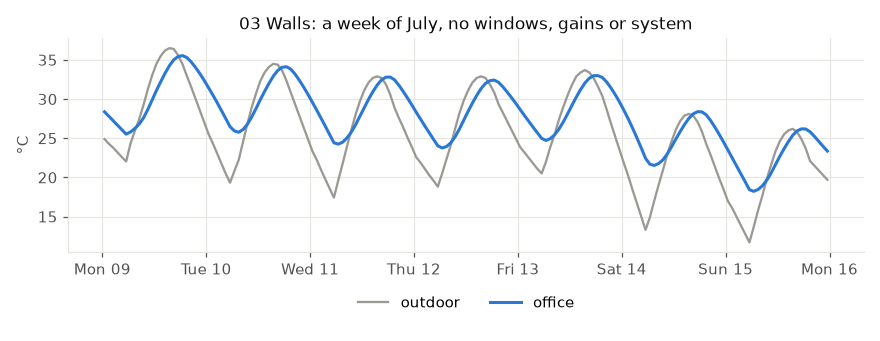 03 Walls: a week of July, no windows, gains or system
°C
35
30
25
20
15
Mon 09 Tue 10 Wed 11 Thu 12 Fri 13 Sat 14 Sun 15 Mon 16
outdoor office